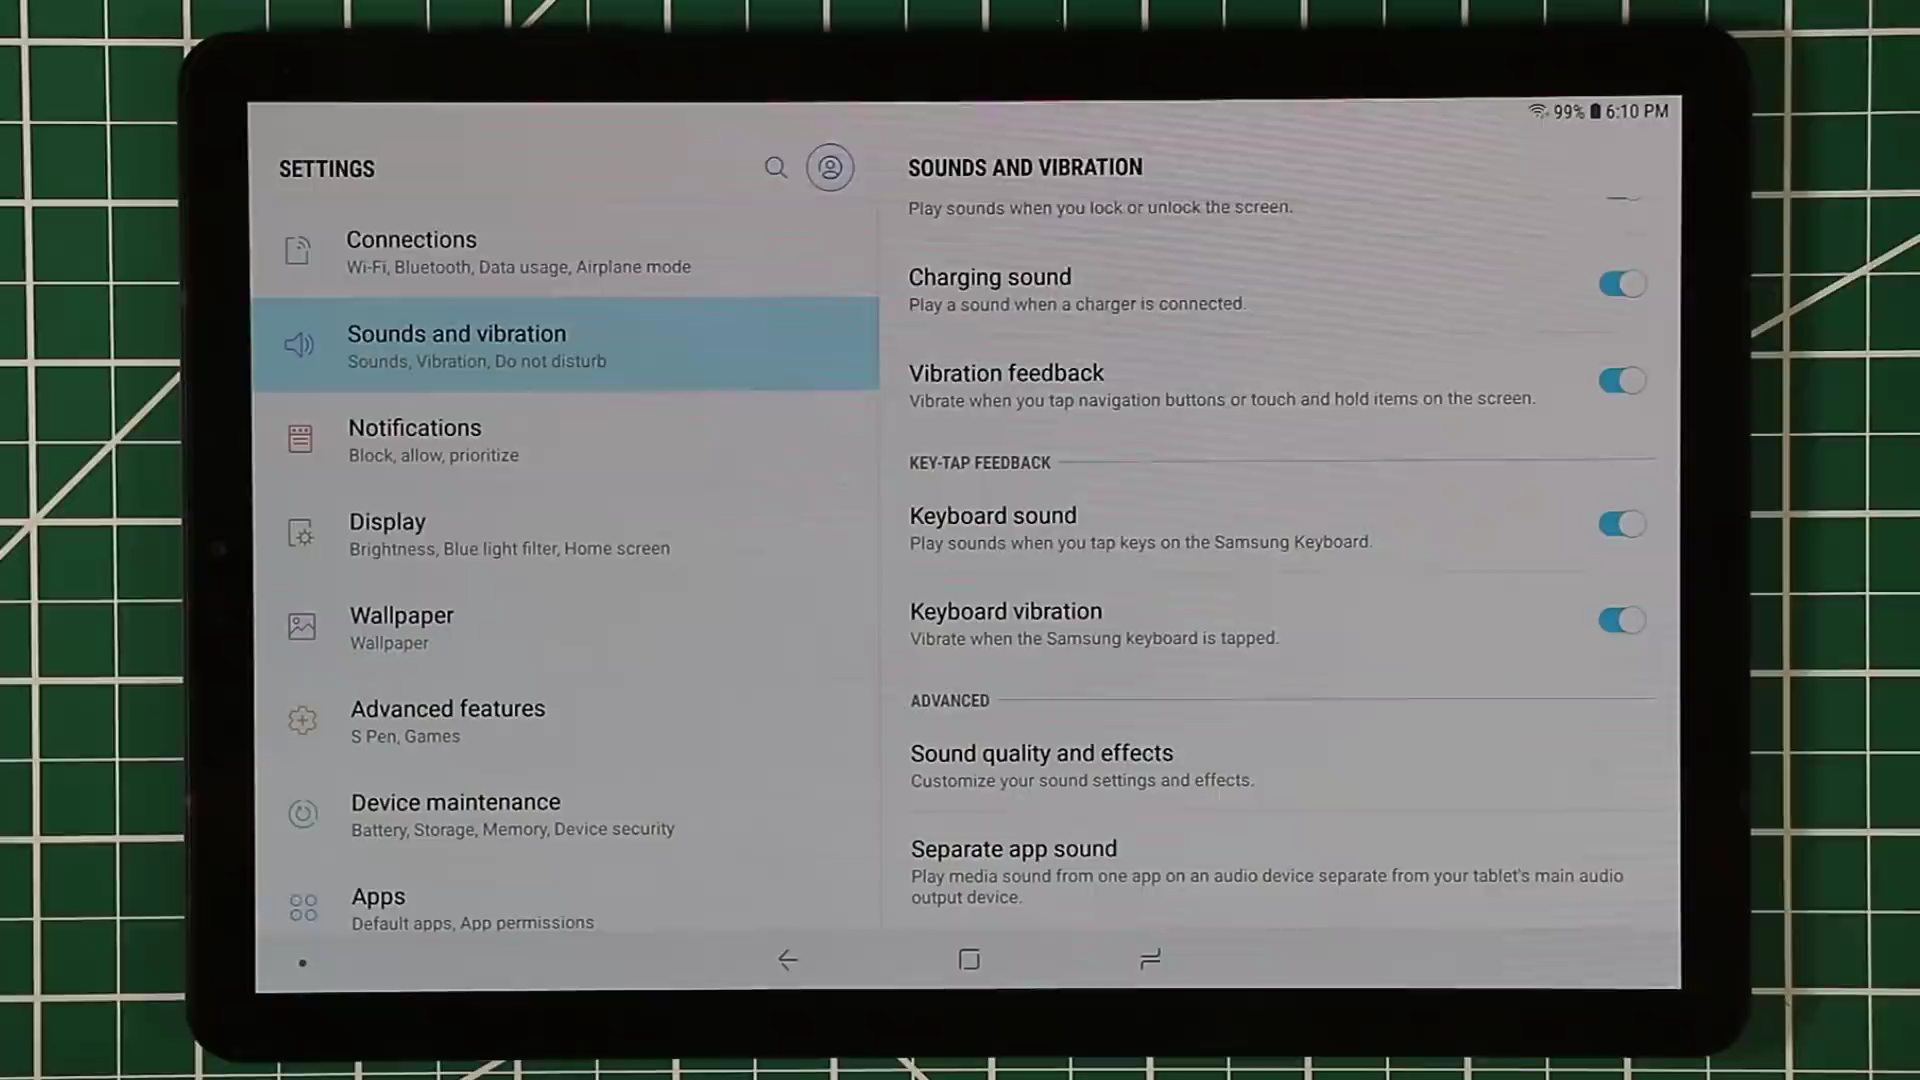 99% 6:10 PM
SETTINGS
Connections
Wi-Fi, Bluetooth, Data usage, Airplane mode
Sounds and vibration
Sounds, Vibration, Do not disturb
Notifications
Block, allow, prioritize
Display
Brightness, Blue light filter, Home screen
Wallpaper
Wallpaper
Advanced features
S Pen, Games
Device maintenance
Battery, Storage, Memory, Device security
Apps
Default apps, App permissions
SOUNDS AND VIBRATION
Play sounds when you lock or unlock the screen.
Charging sound
Play a sound when a charger is connected.
Vibration feedback
Vibrate when you tap navigation buttons or touch and hold items on the screen.
KEY-TAP FEEDBACK
Keyboard sound
Play sounds when you tap keys on the Samsung Keyboard.
Keyboard vibration
Vibrate when the Samsung keyboard is tapped.
ADVANCED
Sound quality and effects
Customize your sound settings and effects.
Separate app sound
Play media sound from one app on an audio device separate from your tablet's main audio
output device.